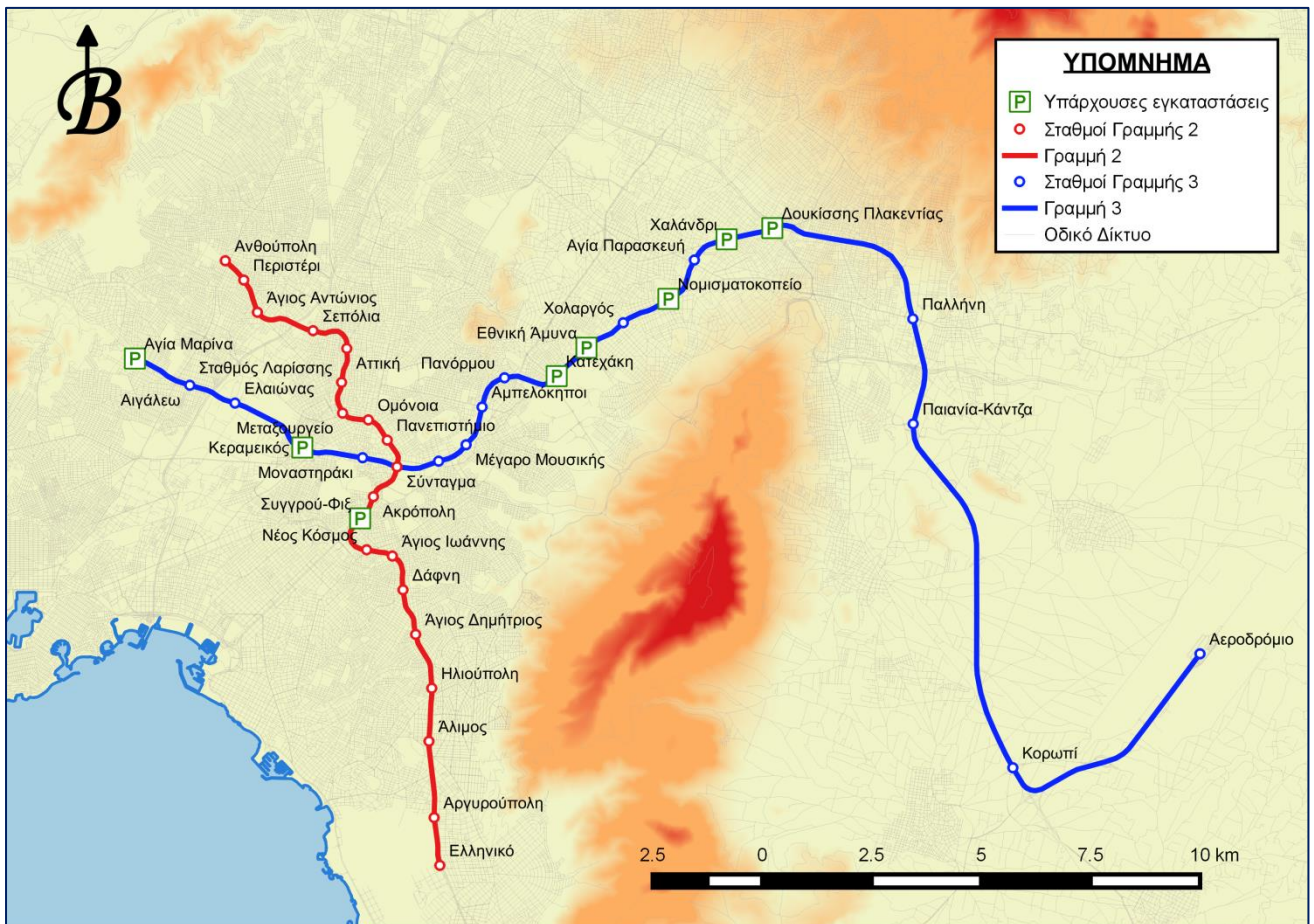 B
ΥΠΟΜΝΗΜΑ
P Υπάρχουσες εγκαταστάσεις
Σταθμοί Γραμμής 2
Γραμμή 2
Σταθμοί Γραμμής 3
Γραμμή 3
Οδικό Δίκτυο
Χαλάνδρι
P
P
Δουκίσσης Πλακεντίας
Αγία Παρασκευή
Ανθούπολη
Περιστέρι
Νομισματοκοπείο
P
Άγιος Αντώνιος
Χολαργός
Παλλήνη
Σεπόλια
Εθνική Άμυνα
P
Αγία Μαρίνα
P
Αττική
Πανόρμου
Κατεχάκη
P
Σταθμός Λαρίσσης
Ελαιώνας
Αιγάλεω
Αμπελόκηποι
Παιανία-Κάντζα
Ομόνοια
Μεταξουργείο
Πανεπιστήμιο
Κεραμεικός
P
Μέγαρο Μουσικής
Μοναστηράκι
Σύνταγμα
Συγγρού-Φιξ
P
Ακρόπολη
Νέος Κόσμος
Άγιος Ιωάννης
Δάφνη
Άγιος Δημήτριος
Αεροδρόμιο
Ηλιούπολη
Άλιμος
Κορωπί
Αργυρούπολη
Ελληνικό
2.5 0 2.5 5 7.5 10 km